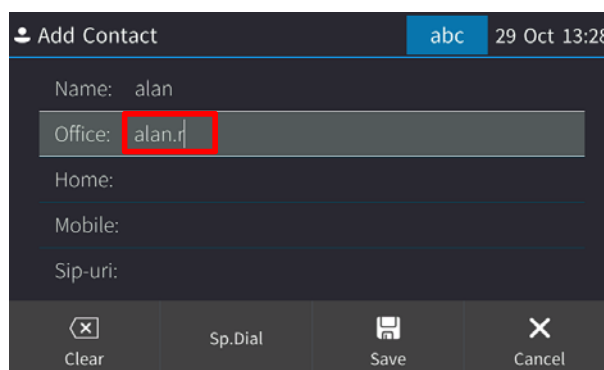 Add Contact abc 29 Oct 13:28
Name: alan
Office: alan.r
Home:
Mobile:
Sip-uri:
Clear Sp.Dial Save Cancel